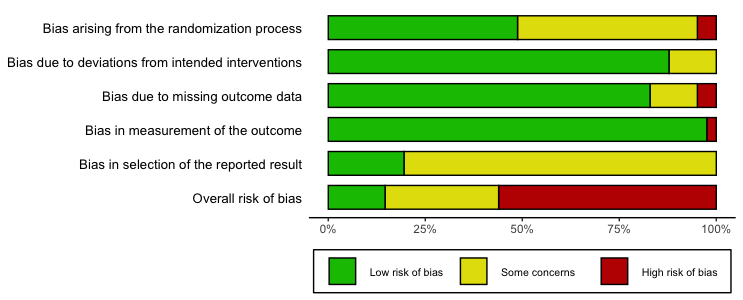 Bias arising from the randomization process
Bias due to deviations from intended interventions
Bias due to missing outcome data
Bias in measurement of the outcome
Bias in selection of the reported result
Overall risk of bias
0% 25% 50% 75% 100%
Low risk of bias Some concerns High risk of bias